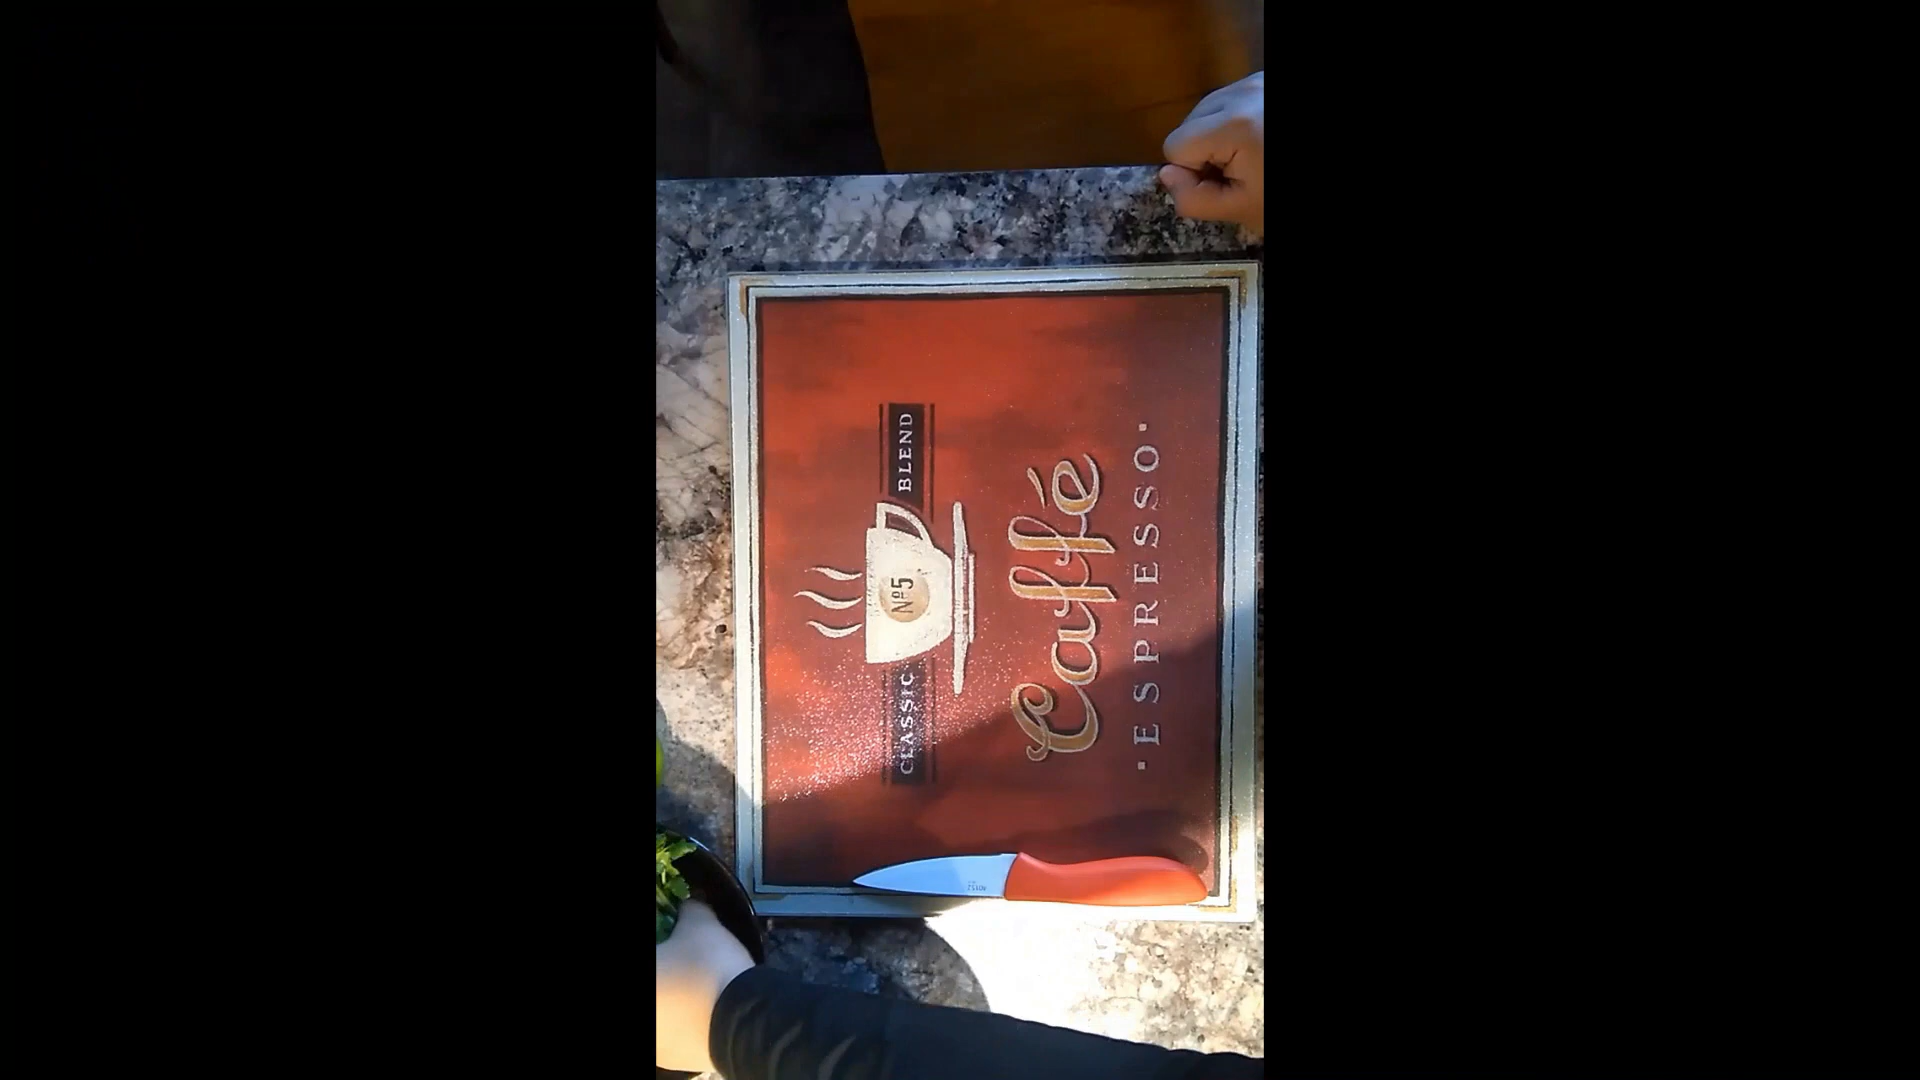 CLASSIC BLEND
Nº5
Caffé
· ESPRESSO ·